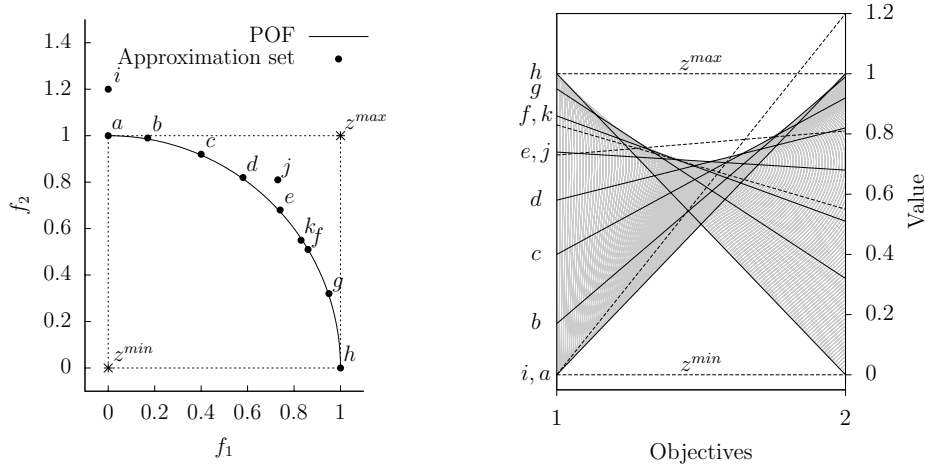 POF
Approximation set
1.4
1.2
1
0.8
0.6
0.4
0.2
0
f₂
0 0.2 0.4 0.6 0.8 1
f₁
i
a
b
c
d
j
e
k
f
g
h
z^{max}
z^{min}
h
g
f, k
e, j
d
c
b
i, a
z^{max}
z^{min}
1.2
1
0.8
0.6
0.4
0.2
0
Value
1 2
Objectives